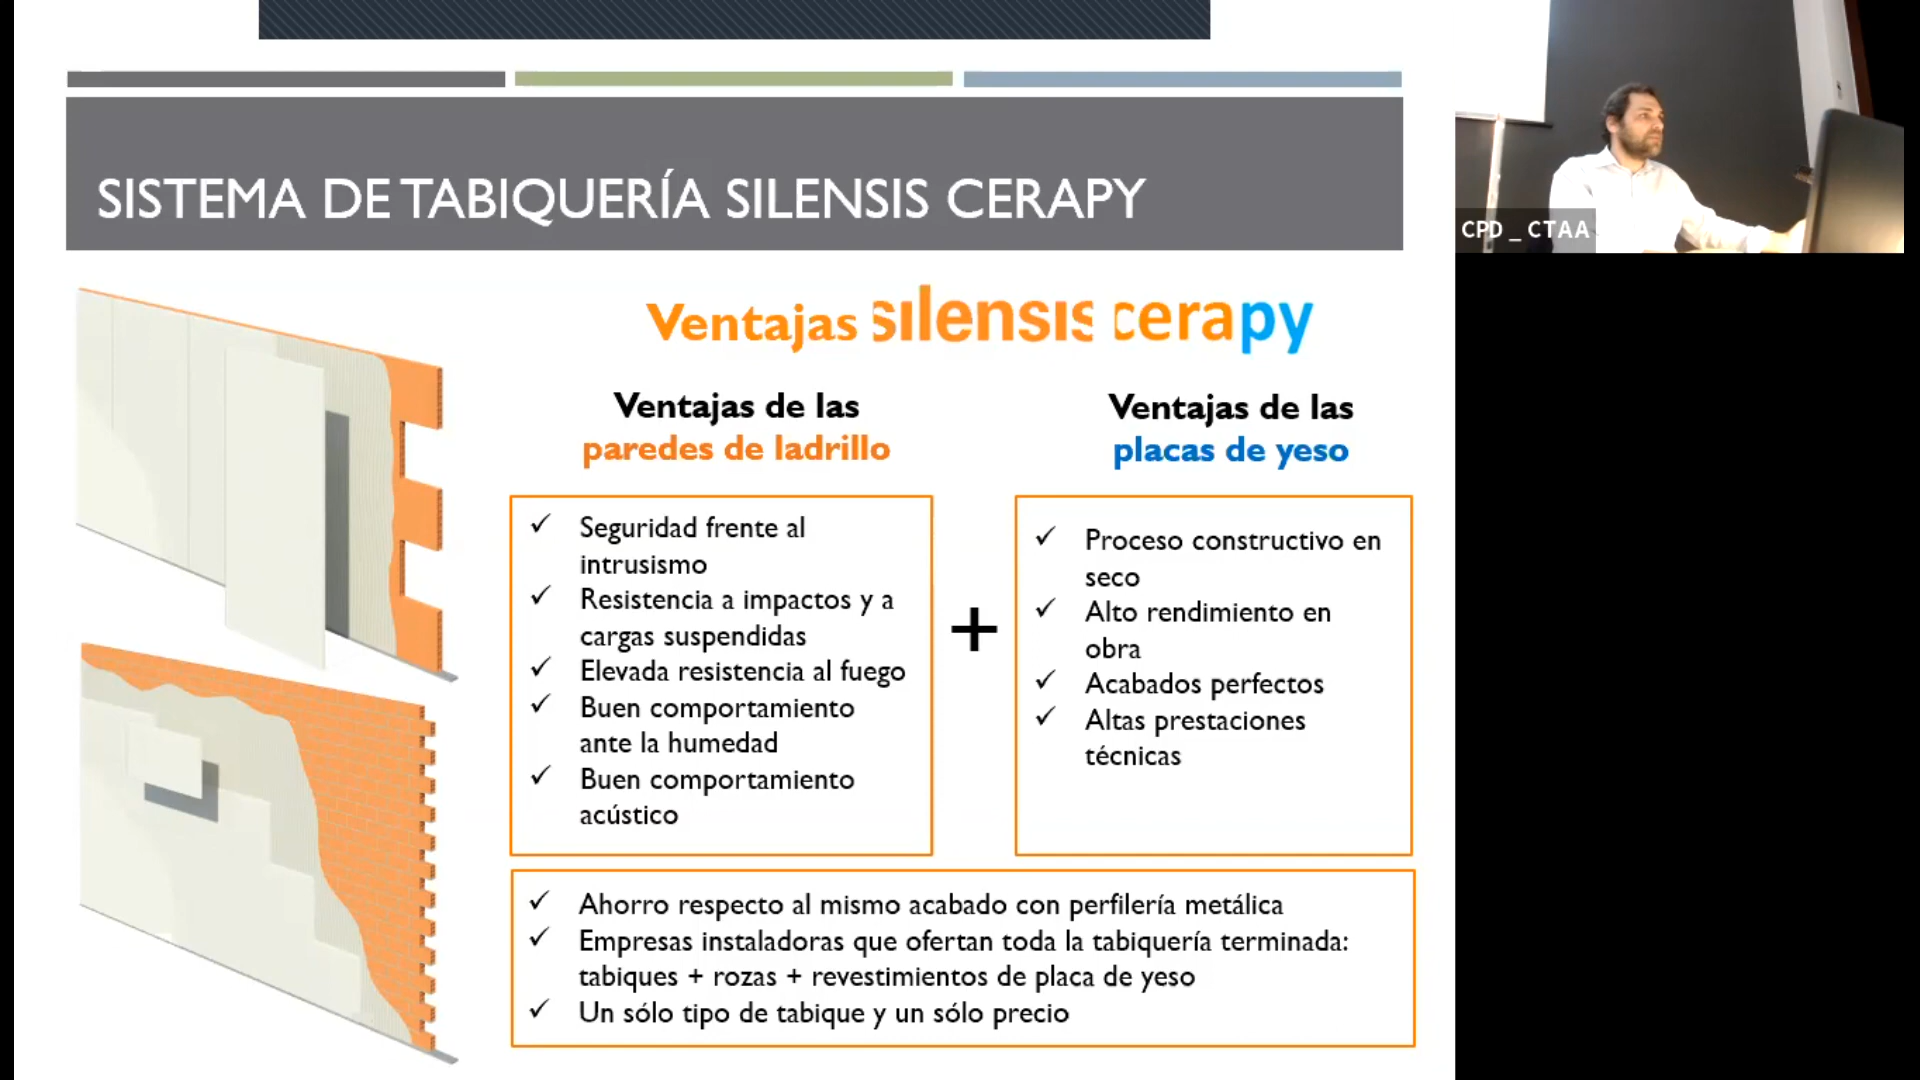 SISTEMA DE TABIQUERÍA SILENSIS CERAPY
CPD _ CTAA
Ventajas silensis cerapy
Ventajas de las
paredes de ladrillo
✓ Seguridad frente al
intrusismo
✓ Resistencia a impactos y a
cargas suspendidas
✓ Elevada resistencia al fuego
✓ Buen comportamiento
ante la humedad
✓ Buen comportamiento
acústico
+
Ventajas de las
placas de yeso
✓ Proceso constructivo en
seco
✓ Alto rendimiento en
obra
✓ Acabados perfectos
✓ Altas prestaciones
técnicas
✓ Ahorro respecto al mismo acabado con perfilería metálica
✓ Empresas instaladoras que ofertan toda la tabiquería terminada:
tabiques + rozas + revestimientos de placa de yeso
✓ Un sólo tipo de tabique y un sólo precio